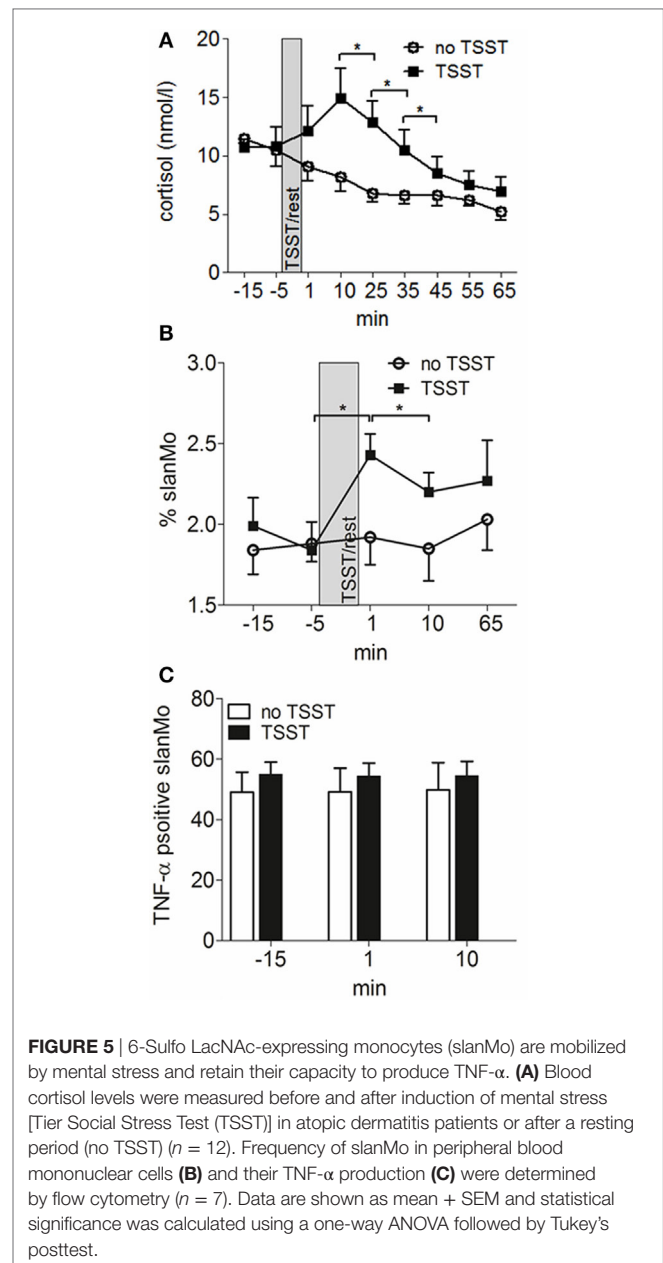 A
20
15
10
5
0
cortisol (nmol/l)
no TSST
TSST
* * *
TSST/rest
-15 -5 1 10 25 35 45 55 65
min
B
3.0
2.5
2.0
1.5
% slanMo
no TSST
TSST
* *
TSST/rest
-15 -5 1 10 65
min
C
80
60
40
20
0
TNF-α psoitive slanMo
no TSST
TSST
-15 1 10
min
FIGURE 5 | 6-Sulfo LacNAc-expressing monocytes (slanMo) are mobilized
by mental stress and retain their capacity to produce TNF-α. (A) Blood
cortisol levels were measured before and after induction of mental stress
[Tier Social Stress Test (TSST)] in atopic dermatitis patients or after a resting
period (no TSST) (n = 12). Frequency of slanMo in peripheral blood
mononuclear cells (B) and their TNF-α production (C) were determined
by flow cytometry (n = 7). Data are shown as mean + SEM and statistical
significance was calculated using a one-way ANOVA followed by Tukey's
posttest.